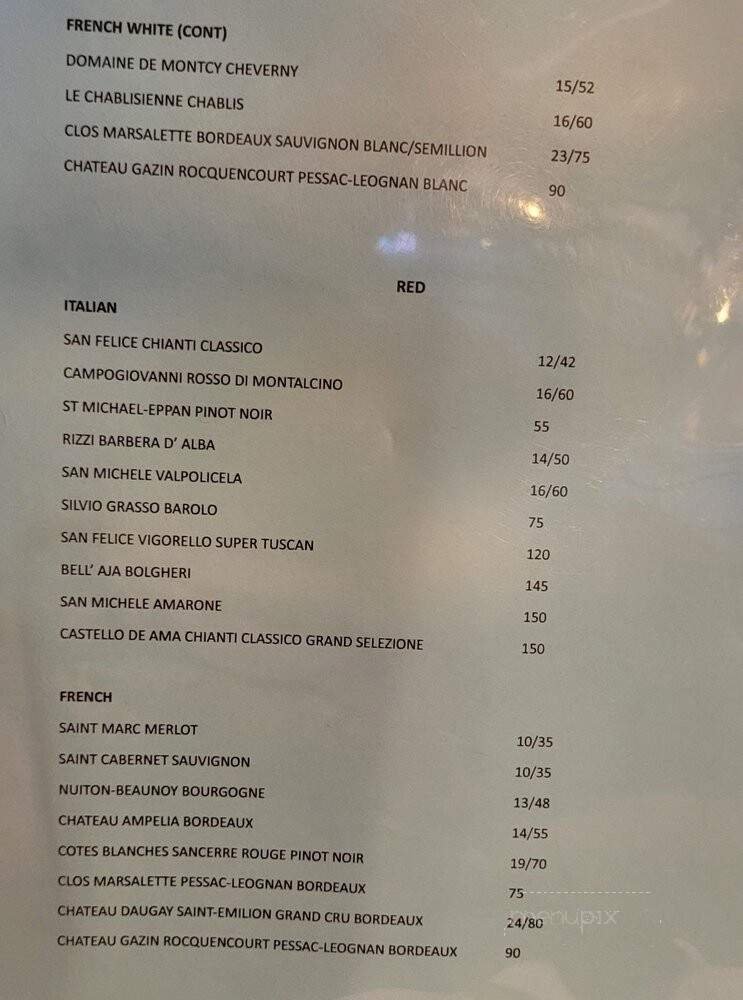 FRENCH WHITE (CONT)
DOMAINE DE MONTCY CHEVERNY 15/52
LE CHABLISIENNE CHABLIS 16/60
CLOS MARSALETTE BORDEAUX SAUVIGNON BLANC/SEMILLION 23/75
CHATEAU GAZIN ROCQUENCOURT PESSAC-LEOGNAN BLANC 90
RED
ITALIAN
SAN FELICE CHIANTI CLASSICO 12/42
CAMPOGIOVANNI ROSSO DI MONTALCINO 16/60
ST MICHAEL-EPPAN PINOT NOIR 55
RIZZI BARBERA D' ALBA 14/50
SAN MICHELE VALPOLICELA 16/60
SILVIO GRASSO BAROLO 75
SAN FELICE VIGORELLO SUPER TUSCAN 120
BELL' AJA BOLGHERI 145
SAN MICHELE AMARONE 150
CASTELLO DE AMA CHIANTI CLASSICO GRAND SELEZIONE 150
FRENCH
SAINT MARC MERLOT 10/35
SAINT CABERNET SAUVIGNON 10/35
NUITON-BEAUNOY BOURGOGNE 13/48
CHATEAU AMPELIA BORDEAUX 14/55
COTES BLANCHES SANCERRE ROUGE PINOT NOIR 19/70
CLOS MARSALETTE PESSAC-LEOGNAN BORDEAUX 75
CHATEAU DAUGAY SAINT-EMILION GRAND CRU BORDEAUX 24/80
CHATEAU GAZIN ROCQUENCOURT PESSAC-LEOGNAN BORDEAUX 90
menupix